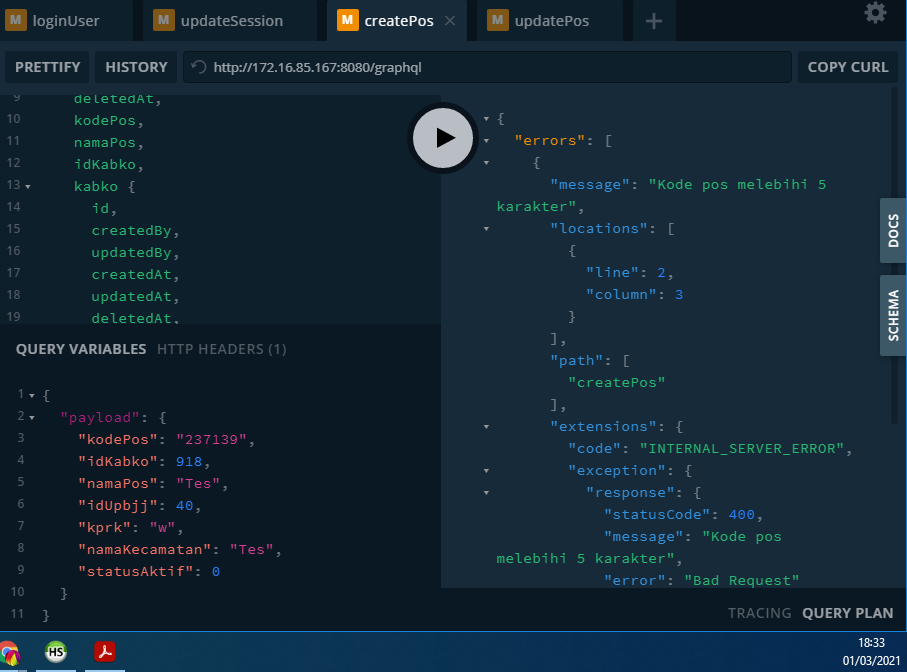 M loginUser
M updateSession
M createPos
M updatePos
PRETTIFY
HISTORY
http://172.16.85.167:8080/graphql
COPY CURL
9 deletedAt,
10 kodePos,
11 namaPos,
12 idKabko,
13 kabko {
14 id,
15 createdBy,
16 updatedBy,
17 createdAt,
18 updatedAt,
19 deletedAt,
{
"errors": [
{
"message": "Kode pos melebihi 5
karakter",
"locations": [
{
"line": 2,
"column": 3
}
],
"path": [
"createPos"
],
"extensions": {
"code": "INTERNAL_SERVER_ERROR",
"exception": {
"response": {
"statusCode": 400,
"message": "Kode pos
melebihi 5 karakter",
"error": "Bad Request"
DOCS
SCHEMA
QUERY VARIABLES HTTP HEADERS (1)
1 {
2 "payload": {
3 "kodePos": "237139",
4 "idKabko": 918,
5 "namaPos": "Tes",
6 "idUpbjj": 40,
7 "kprk": "w",
8 "namaKecamatan": "Tes",
9 "statusAktif": 0
10 }
11 }
TRACING QUERY PLAN
HS
18:33
01/03/2021